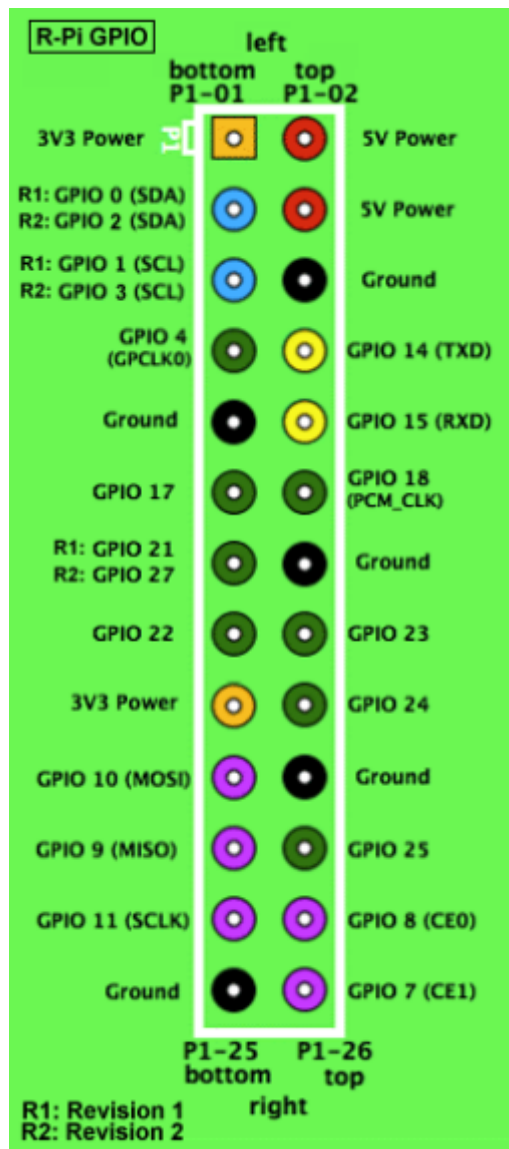 R-Pi GPIO
left
bottom top
P1-01 P1-02
3V3 Power P1 5V Power
R1: GPIO 0 (SDA)
R2: GPIO 2 (SDA) 5V Power
R1: GPIO 1 (SCL)
R2: GPIO 3 (SCL) Ground
GPIO 4
(GPCLK0) GPIO 14 (TXD)
Ground GPIO 15 (RXD)
GPIO 17 GPIO 18
(PCM_CLK)
R1: GPIO 21
R2: GPIO 27 Ground
GPIO 22 GPIO 23
3V3 Power GPIO 24
GPIO 10 (MOSI) Ground
GPIO 9 (MISO) GPIO 25
GPIO 11 (SCLK) GPIO 8 (CE0)
Ground GPIO 7 (CE1)
P1-25 P1-26
bottom top
right
R1: Revision 1
R2: Revision 2